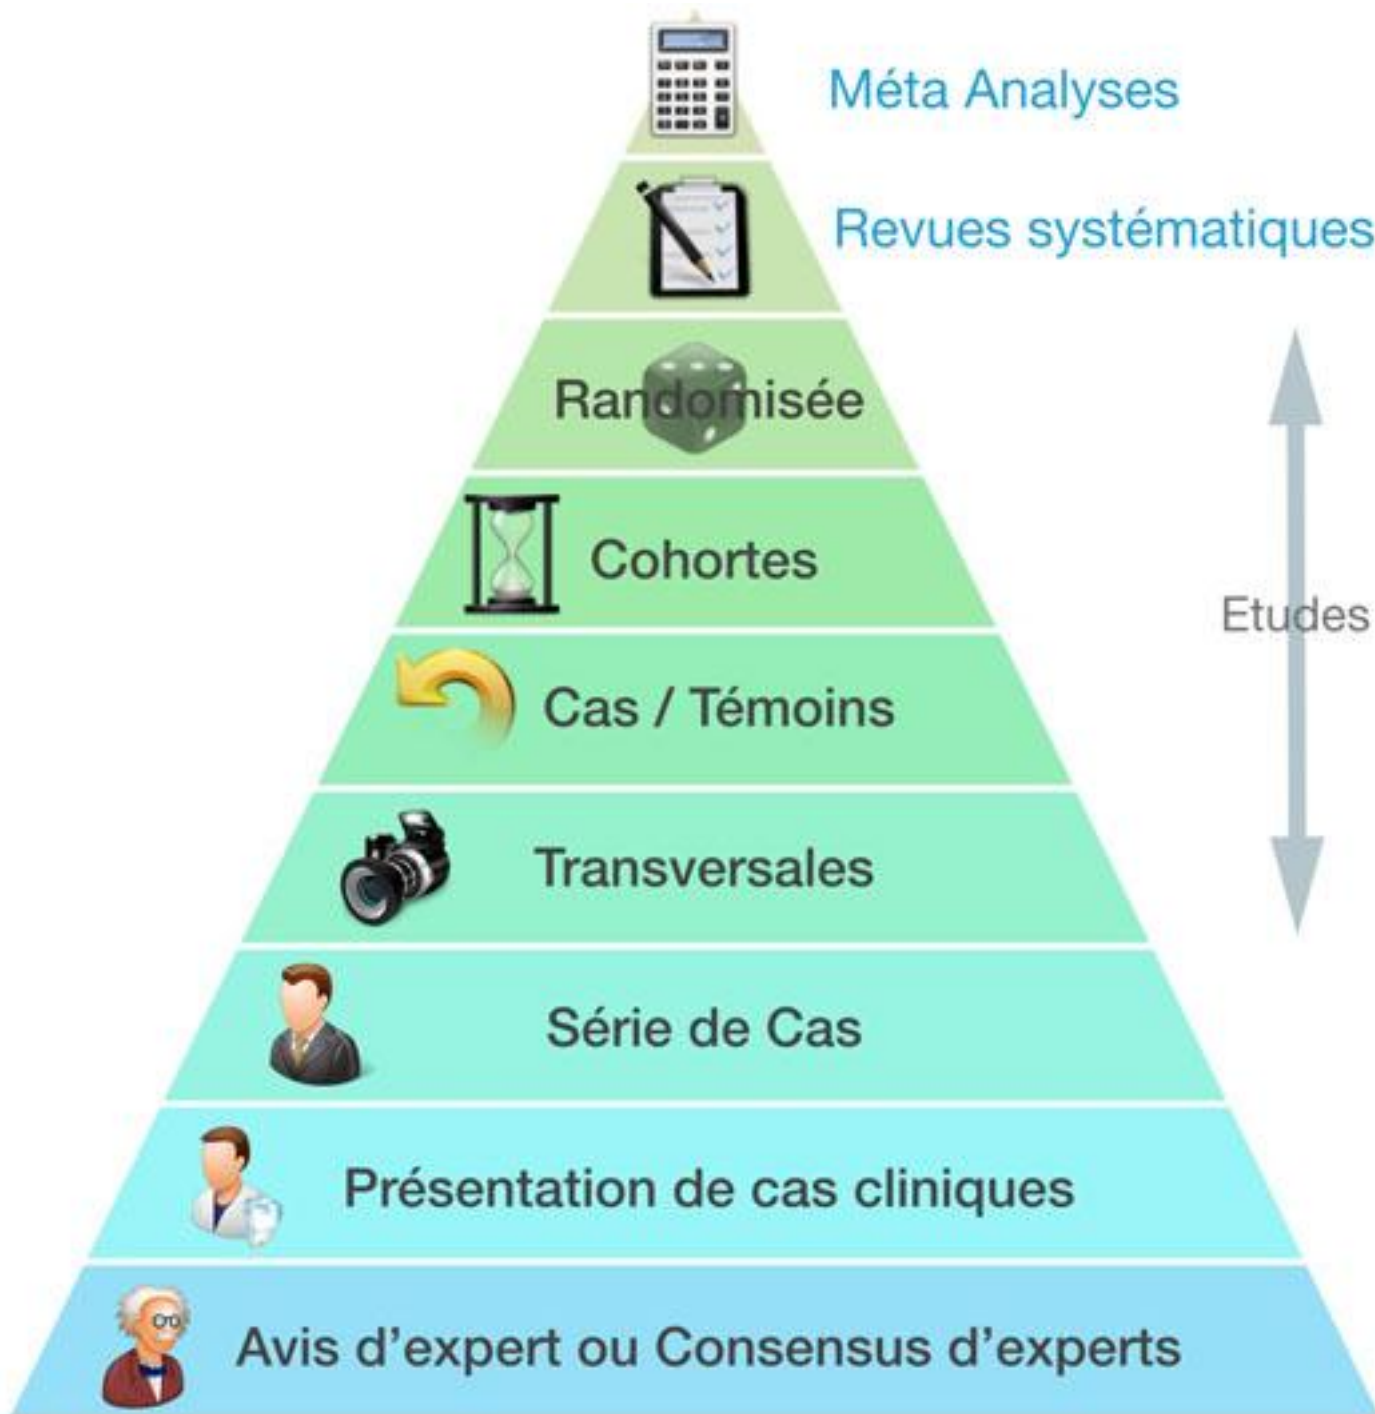 Méta Analyses
Revues systématiques
Randomisée
Cohortes
Etudes
Cas / Témoins
Transversales
Série de Cas
Présentation de cas cliniques
Avis d’expert ou Consensus d’experts